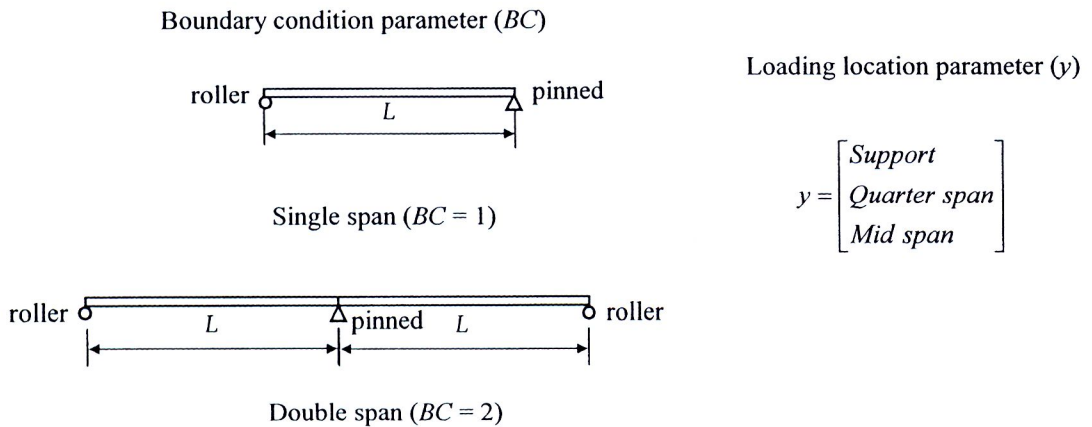 Boundary condition parameter (BC)
roller
pinned
L
Single span (BC = 1)
roller
L
pinned
L
roller
Double span (BC = 2)
Loading location parameter (y)
y = [Support
Quarter span
Mid span]